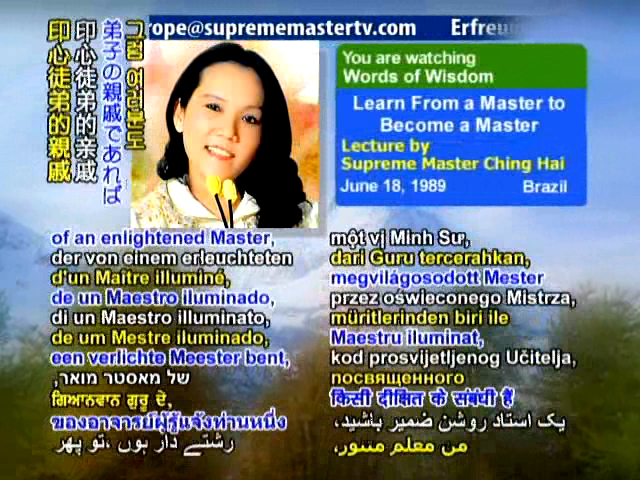 rope@suprememastertv.com Erfreu
印心徒弟的親戚
印心徒弟的亲戚
弟子の親戚であれば
You are watching
Words of Wisdom
Learn From a Master to
Become a Master
Lecture by
Supreme Master Ching Hai
June 18, 1989 Brazil
of an enlightened Master,
der von einem erleuchteten
d'un Maître illuminé,
de un Maestro iluminado,
di un Maestro illuminato,
de um Mestre iluminado,
een verlichte Meester bent,
של מאסטר מואר,
ਗਿਆਨਵਾਨ ਗੁਰੂ ਦੇ,
ของอาจารย์ผู้รู้แจ้งท่านหนึ่ง
رشتے دار ہوں ،تو پھر
một vị Minh Sư,
dari Guru tercerahkan,
megvilágosodott Mester
przez oświeconego Mistrza,
müritlerinden biri ile
Maestru iluminat,
kod prosvijetljenog Učitelja,
посвященного
किसी दीक्षित के संबंधी हैं
یک استاد روشن ضمیر باشید،
من معلم متنور،